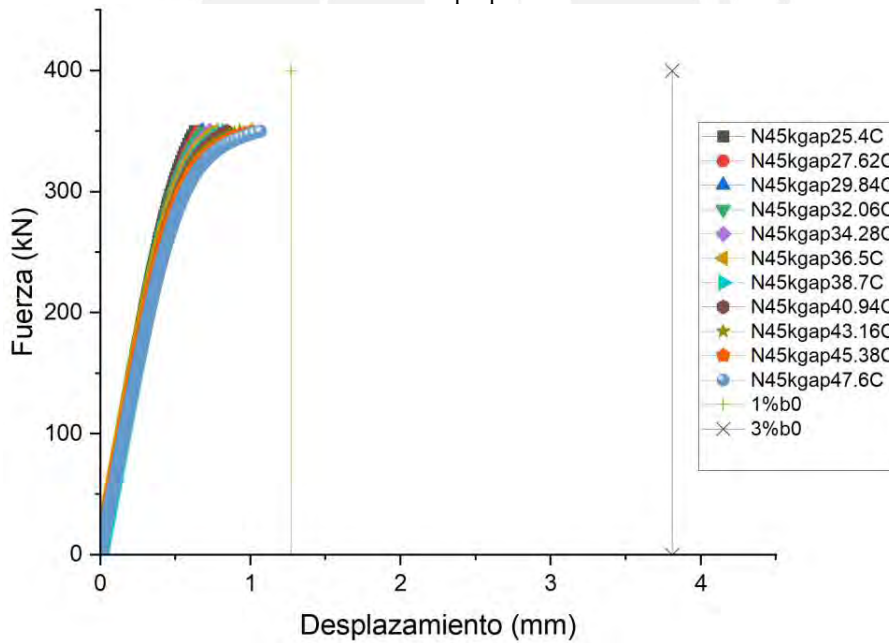 Fuerza (kN)
400
300
200
100
0
0
1
2
3
4
Desplazamiento (mm)
N45kgap25.4C
N45kgap27.62C
N45kgap29.84C
N45kgap32.06C
N45kgap34.28C
N45kgap36.5C
N45kgap38.7C
N45kgap40.94C
N45kgap43.16C
N45kgap45.38C
N45kgap47.6C
1%b0
3%b0